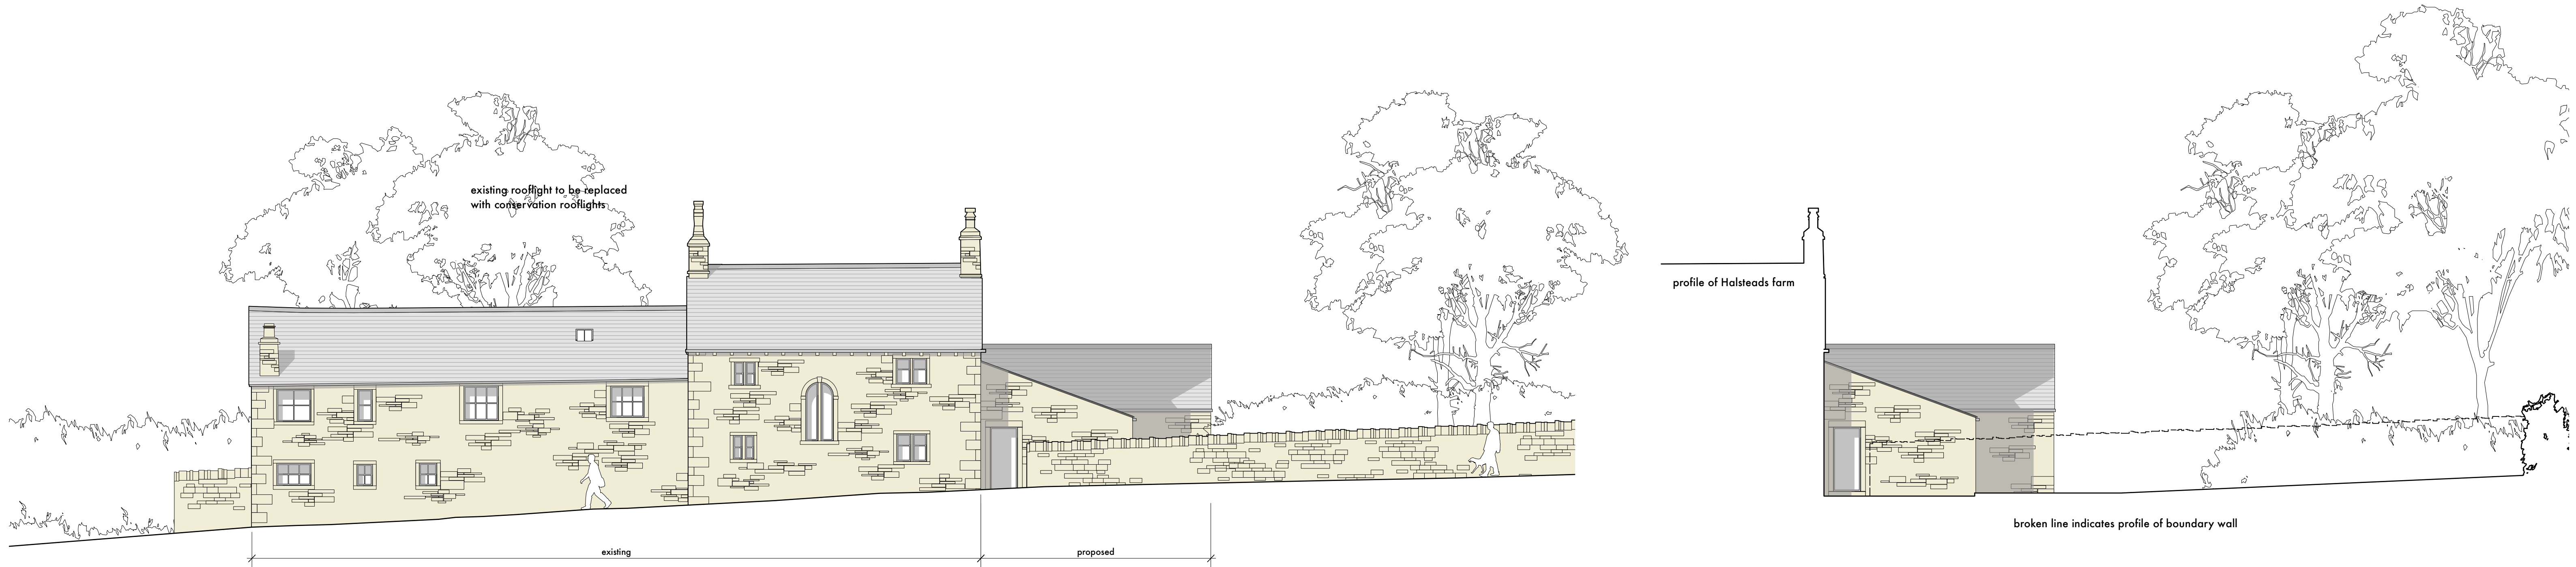 existing rooflight to be replaced
with conservation rooflights
profile of Halsteads farm
broken line indicates profile of boundary wall
existing
proposed